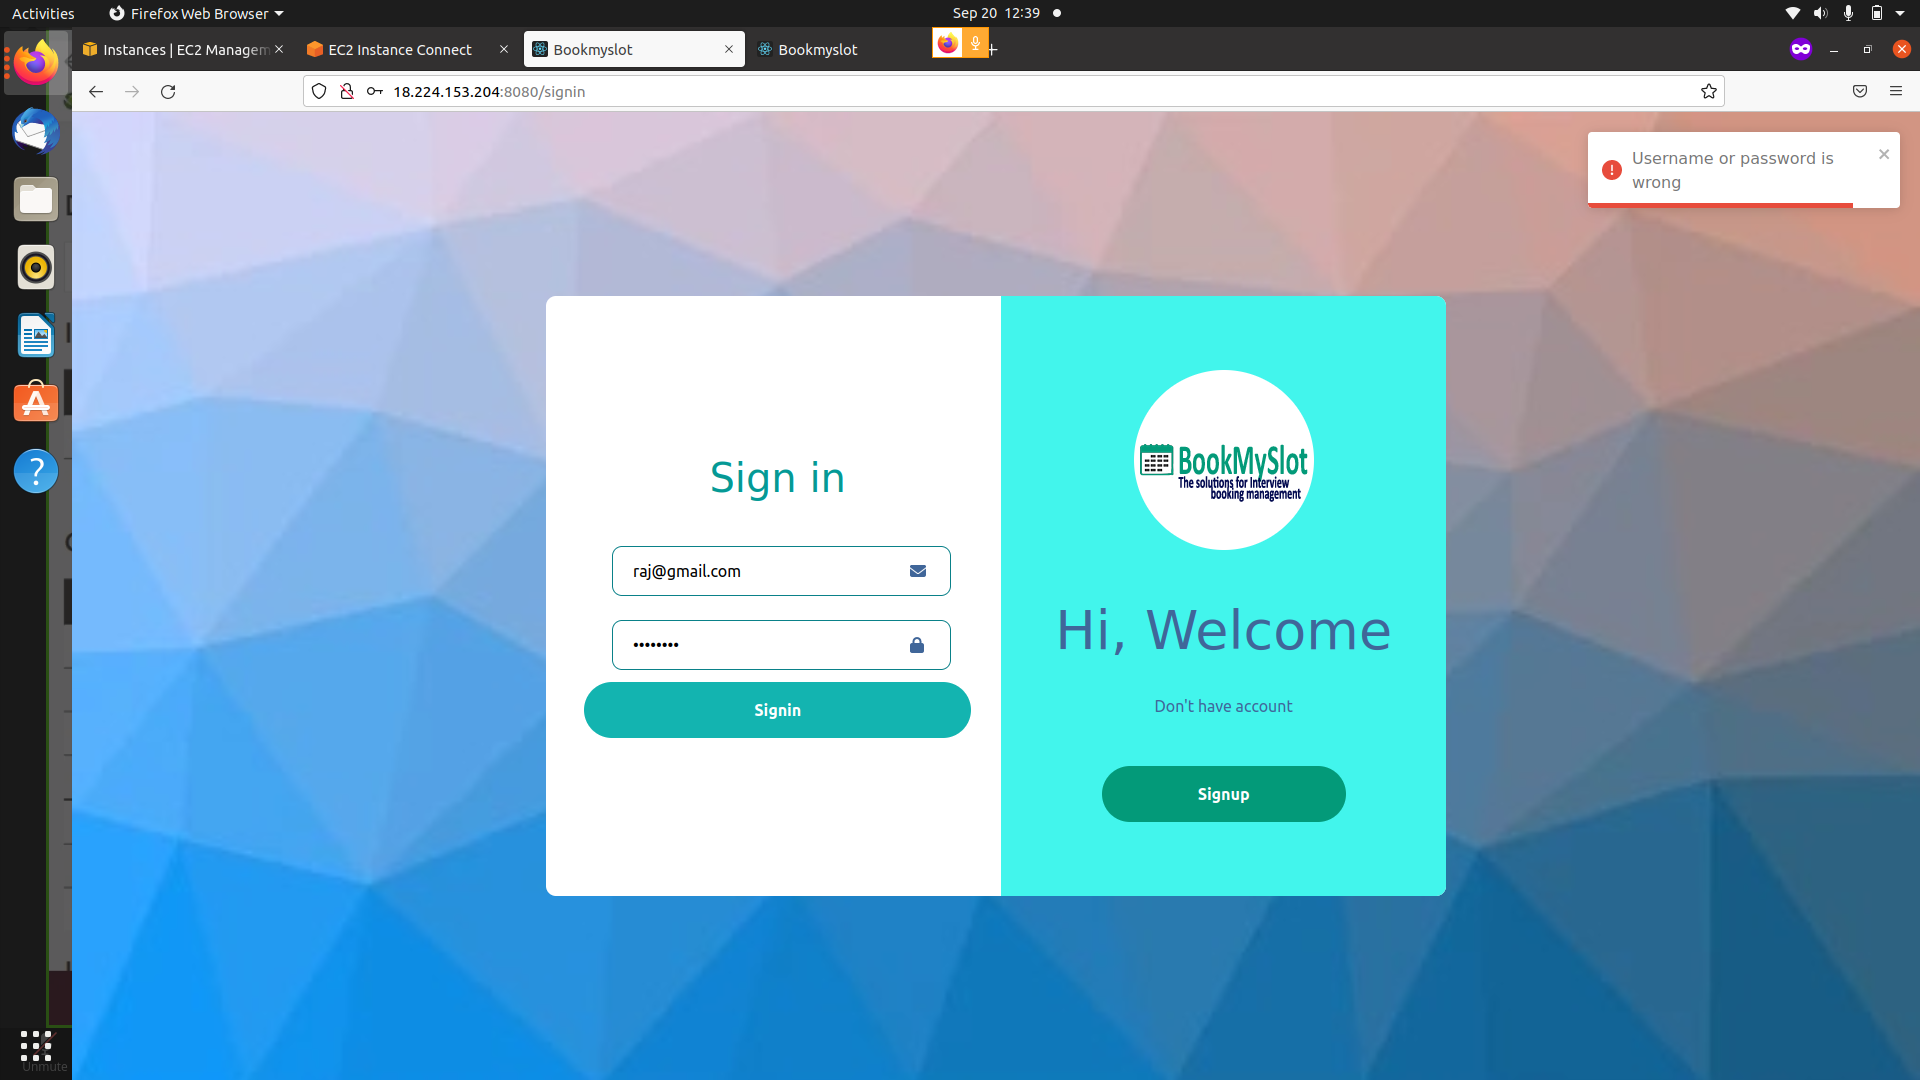 Activities
Firefox Web Browser
Sep 20 12:39
Instances | EC2 Managem
EC2 Instance Connect
Bookmyslot
Bookmyslot
18.224.153.204:8080/signin
Username or password is
wrong
Sign in
raj@gmail.com
Signin
BookMySlot
The solutions for Interview
booking management
Hi, Welcome
Don't have account
Signup
Unmute